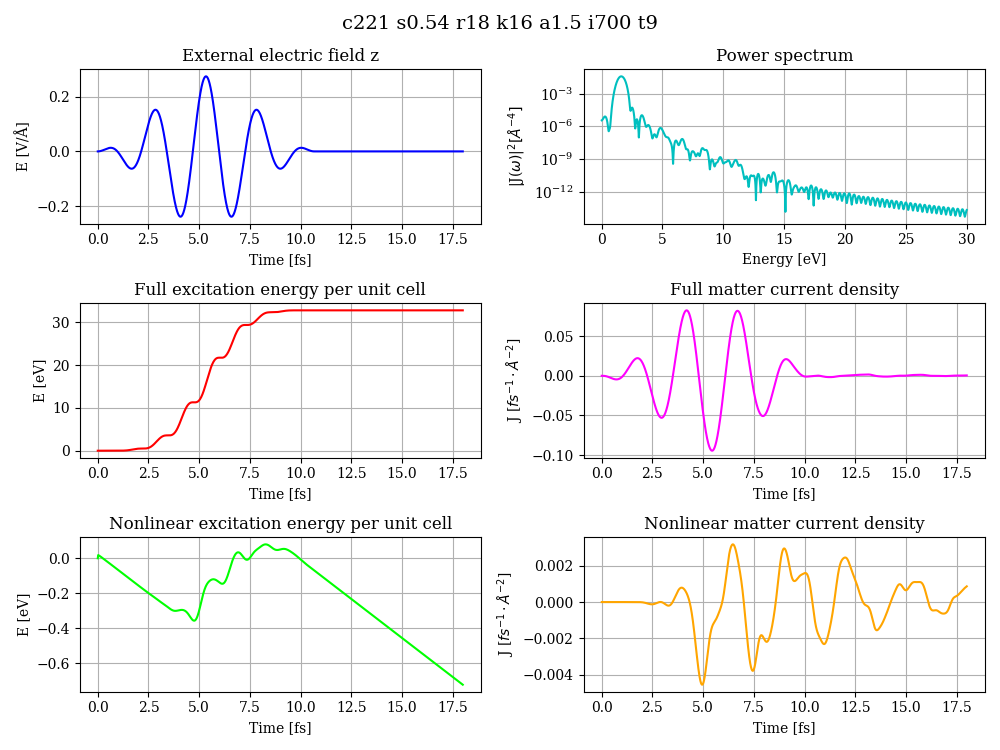 c221 s0.54 r18 k16 a1.5 i700 t9
External electric field z
E [V/Å]
0.2
0.0
−0.2
0.0 2.5 5.0 7.5 10.0 12.5 15.0 17.5
Time [fs]
Power spectrum
|J(ω)|² [Å⁻⁴]
10⁻³
10⁻⁶
10⁻⁹
10⁻¹²
0 5 10 15 20 25 30
Energy [eV]
Full excitation energy per unit cell
E [eV]
30
20
10
0
0.0 2.5 5.0 7.5 10.0 12.5 15.0 17.5
Time [fs]
Full matter current density
J [fs⁻¹ · Å⁻²]
0.05
0.00
−0.05
−0.10
0.0 2.5 5.0 7.5 10.0 12.5 15.0 17.5
Time [fs]
Nonlinear excitation energy per unit cell
E [eV]
0.0
−0.2
−0.4
−0.6
0.0 2.5 5.0 7.5 10.0 12.5 15.0 17.5
Time [fs]
Nonlinear matter current density
J [fs⁻¹ · Å⁻²]
0.002
0.000
−0.002
−0.004
0.0 2.5 5.0 7.5 10.0 12.5 15.0 17.5
Time [fs]